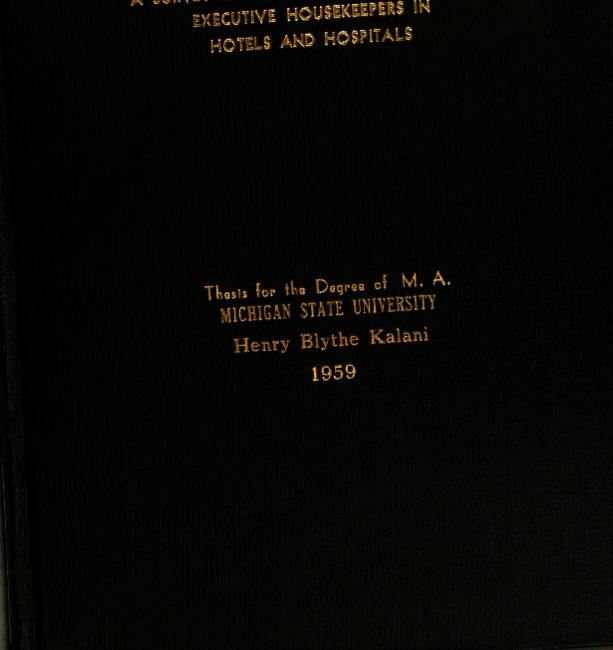 A
EXECUTIVE HOUSEKEEPERS IN
HOTELS AND HOSPITALS
Thesis for the Degree of M. A.
MICHIGAN STATE UNIVERSITY
Henry Blythe Kalani
1959